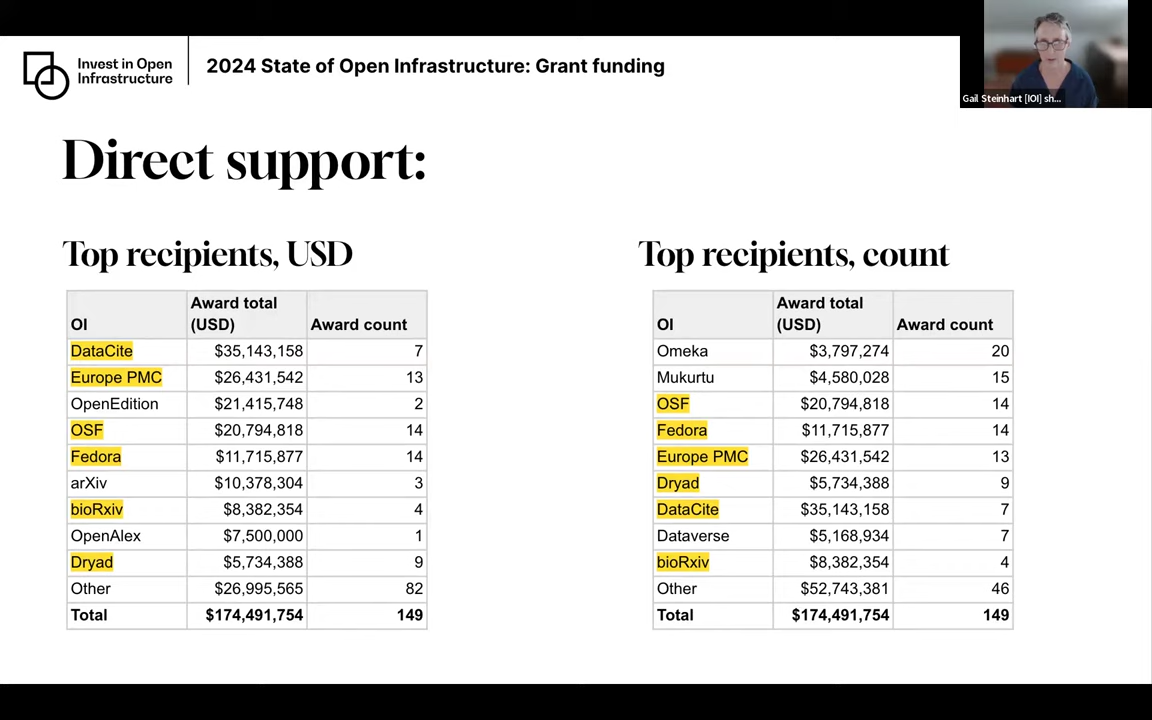 Invest in Open
Infrastructure
2024 State of Open Infrastructure: Grant funding
Gail Steinhart [IOI] sh...
Direct support:
Top recipients, USD
OI Award total (USD) Award count
DataCite $35,143,158 7
Europe PMC $26,431,542 13
OpenEdition $21,415,748 2
OSF $20,794,818 14
Fedora $11,715,877 14
arXiv $10,378,304 3
bioRxiv $8,382,354 4
OpenAlex $7,500,000 1
Dryad $5,734,388 9
Other $26,995,565 82
Total $174,491,754 149
Top recipients, count
OI Award total (USD) Award count
Omeka $3,797,274 20
Mukurtu $4,580,028 15
OSF $20,794,818 14
Fedora $11,715,877 14
Europe PMC $26,431,542 13
Dryad $5,734,388 9
DataCite $35,143,158 7
Dataverse $5,168,934 7
bioRxiv $8,382,354 4
Other $52,743,381 46
Total $174,491,754 149